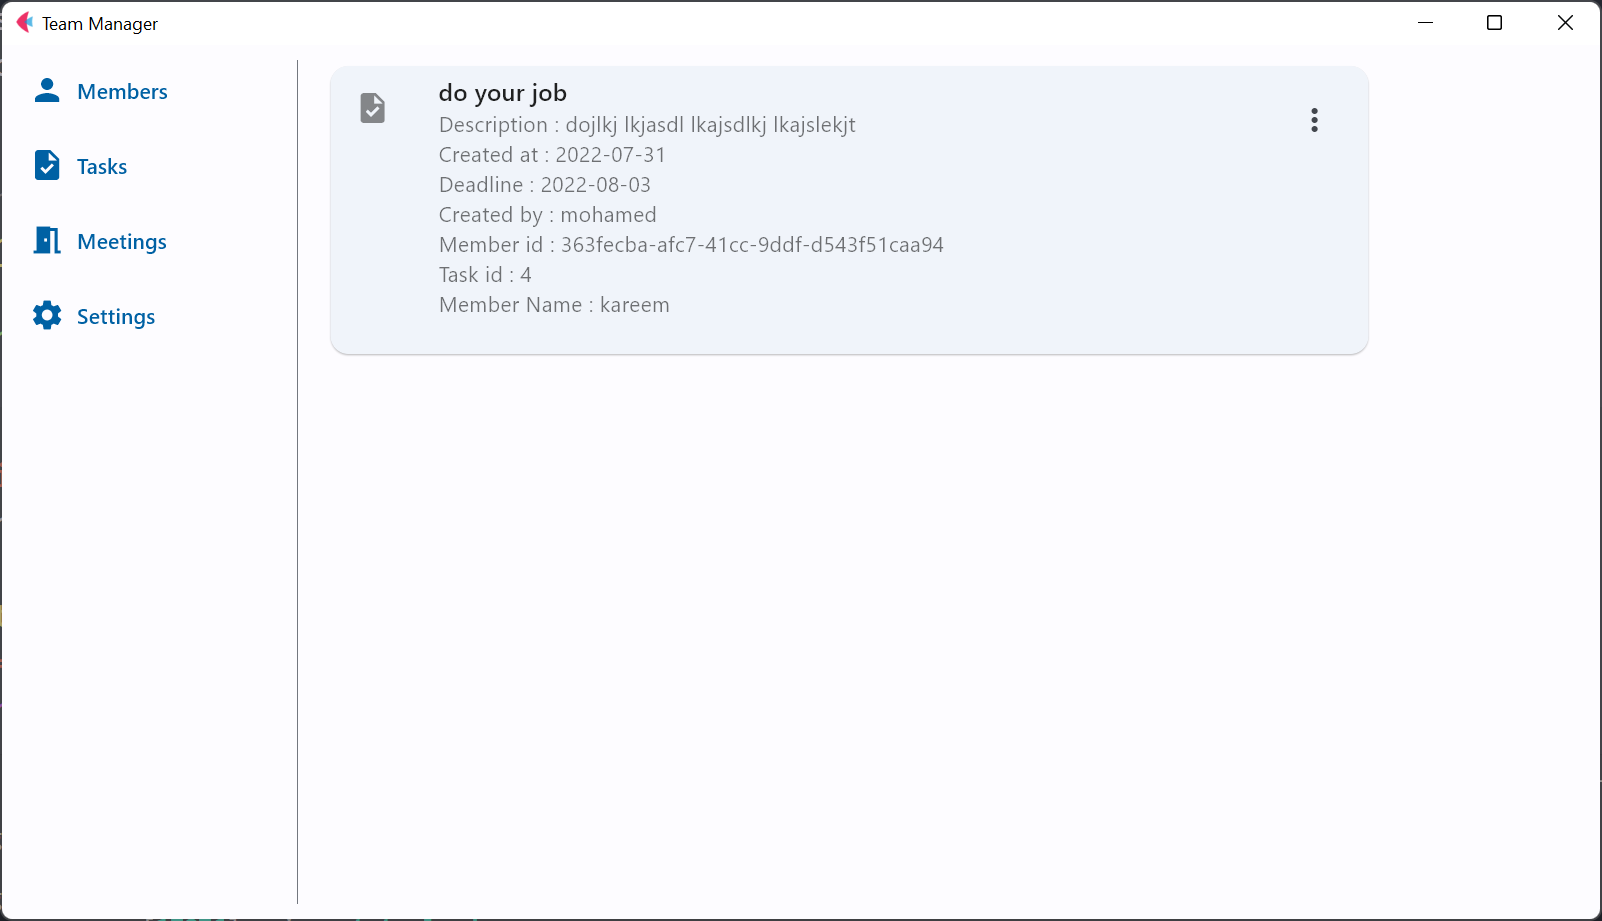 Team Manager
Members
Tasks
Meetings
Settings
do your job
Description : dojlkj lkjasdl lkajsdlkj lkajslekjt
Created at : 2022-07-31
Deadline : 2022-08-03
Created by : mohamed
Member id : 363fecba-afc7-41cc-9ddf-d543f51caa94
Task id : 4
Member Name : kareem